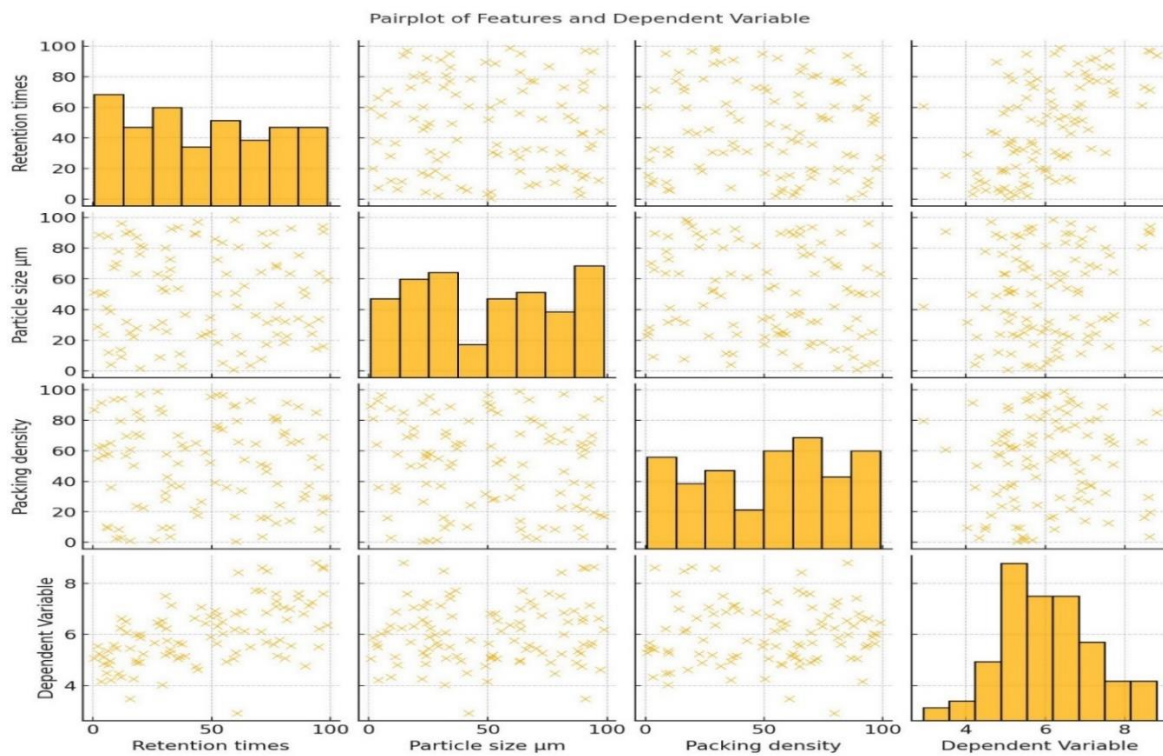 Pairplot of Features and Dependent Variable
Retention times
100
80
60
40
20
0
Particle size μm
100
80
60
40
20
0
Packing density
100
80
60
40
20
0
Dependent Variable
8
6
4
0 50 100
0 50 100
0 50 100
4 6 8
Retention times
Particle size μm
Packing density
Dependent Variable